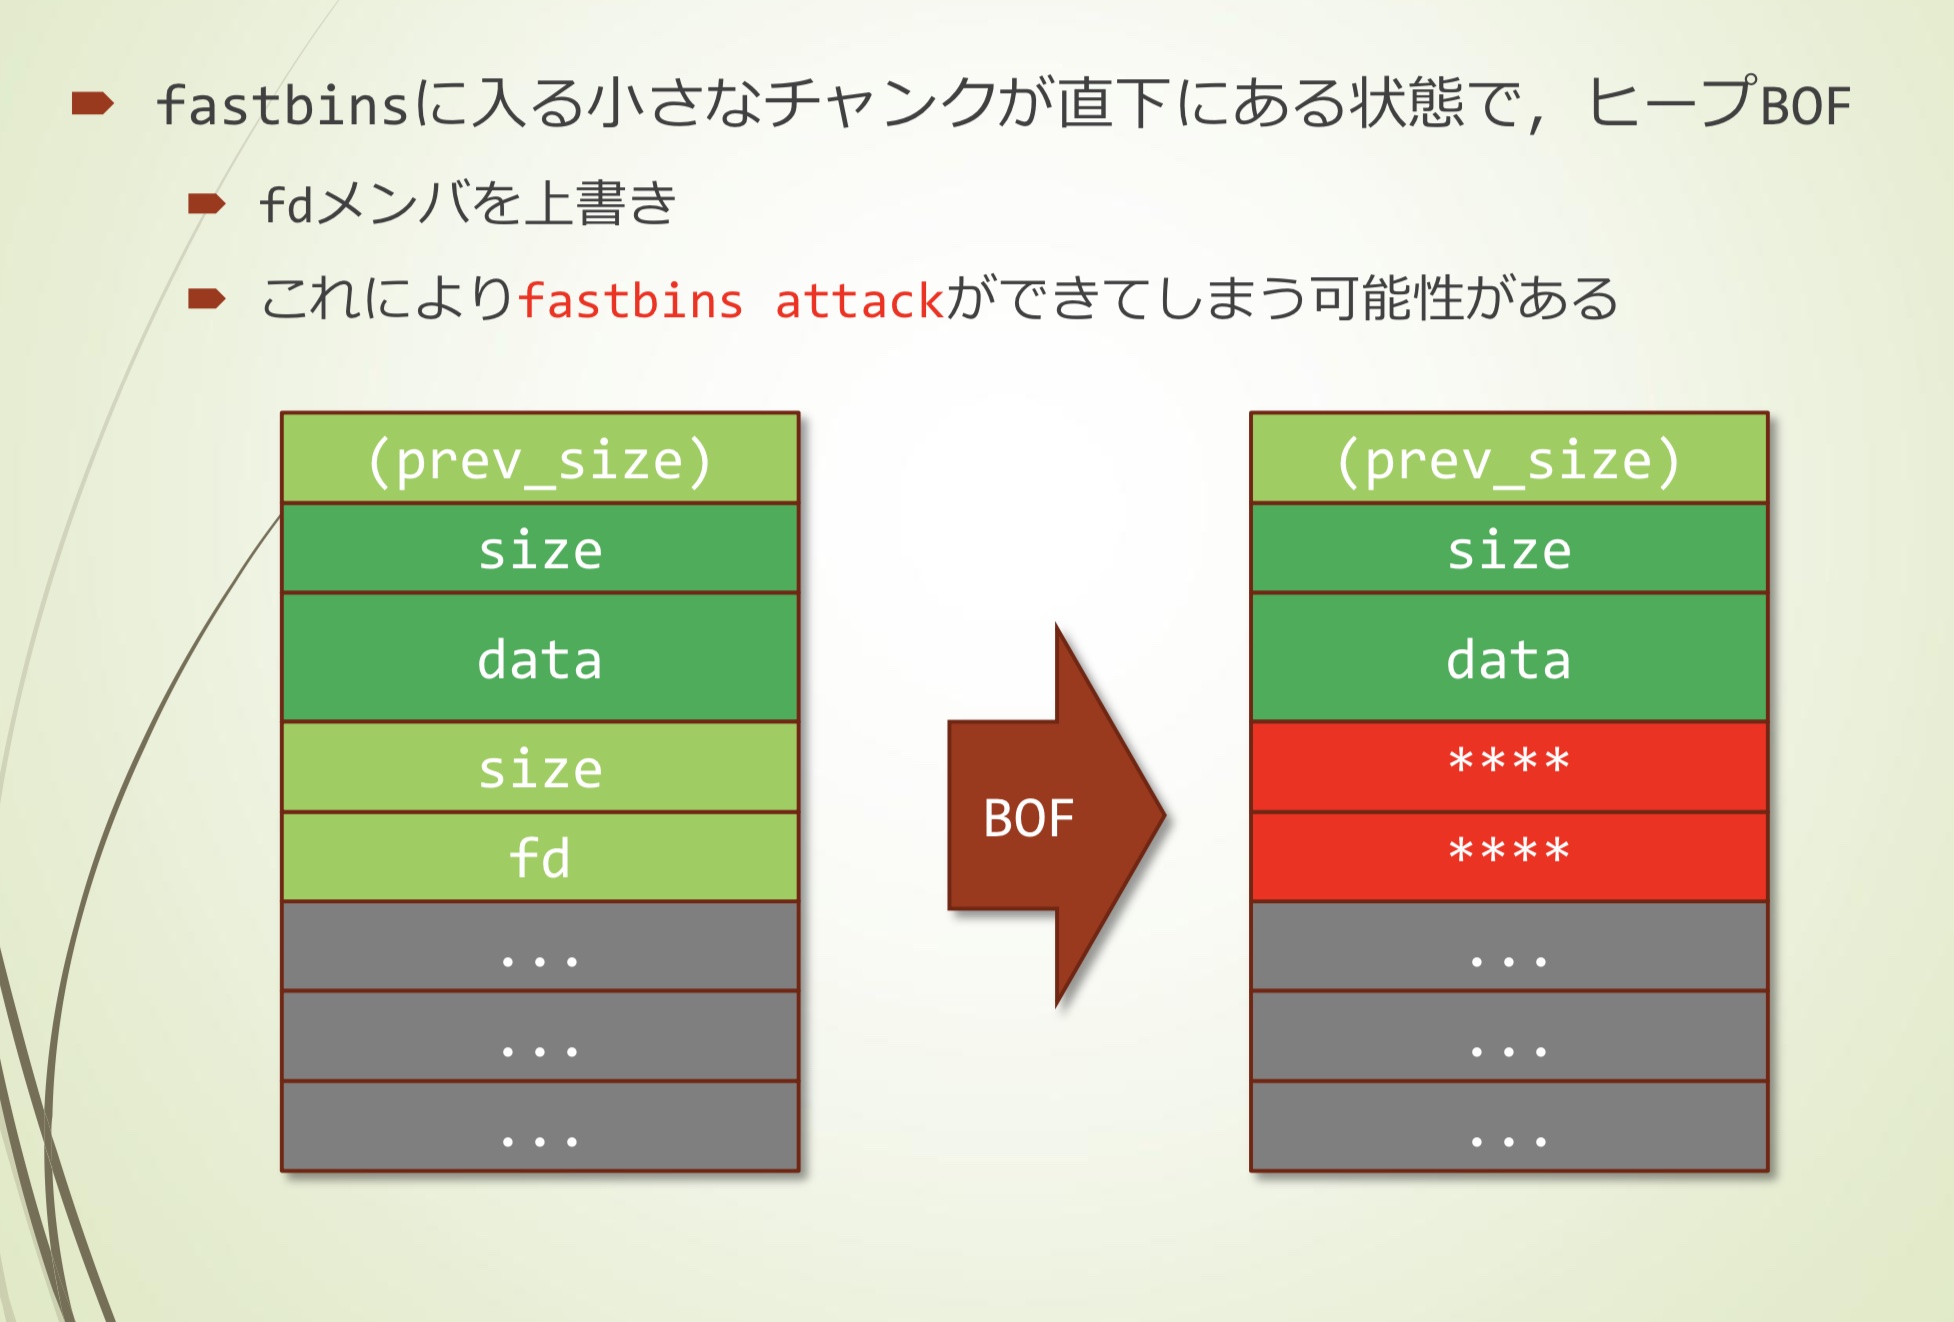 fastbinsに入る小さなチャンクが直下にある状態で，ヒープBOF
fdメンバを上書き
これによりfastbins attackができてしまう可能性がある
(prev_size)
size
data
size
fd
...
...
...
BOF
(prev_size)
size
data
****
****
...
...
...